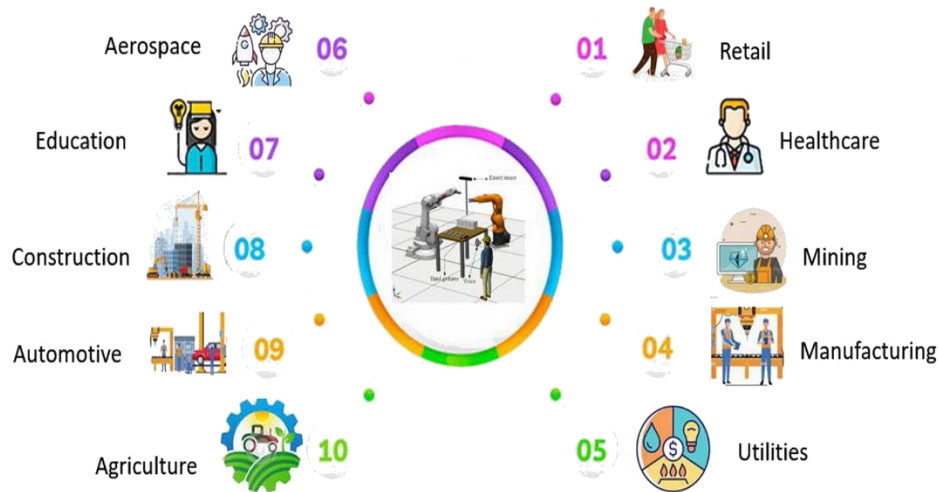 01
Retail
02
Healthcare
03
Mining
04
Manufacturing
05
Utilities
06
Aerospace
07
Education
08
Construction
09
Automotive
10
Agriculture